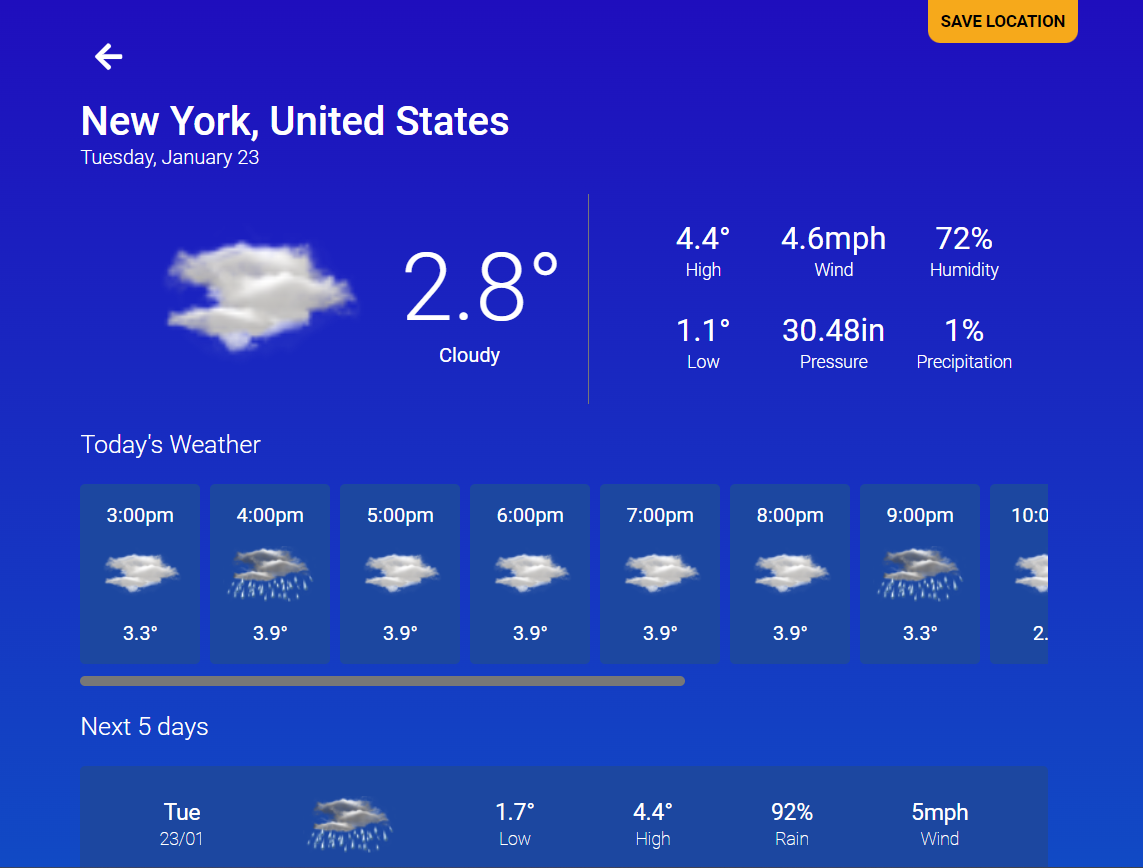 SAVE LOCATION
New York, United States
Tuesday, January 23
2.8°
Cloudy
4.4° 4.6mph 72%
High Wind Humidity
1.1° 30.48in 1%
Low Pressure Precipitation
Today's Weather
3:00pm 4:00pm 5:00pm 6:00pm 7:00pm 8:00pm 9:00pm 10:0
3.3° 3.9° 3.9° 3.9° 3.9° 3.9° 3.3° 2.
Next 5 days
Tue 1.7° 4.4° 92% 5mph
23/01 Low High Rain Wind